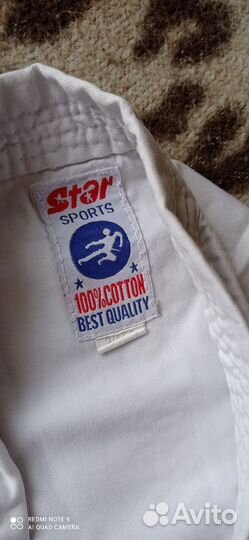 Star
SPORTS
100% COTTON
BEST QUALITY
REDMI NOTE 9
AI QUAD CAMERA
Avito